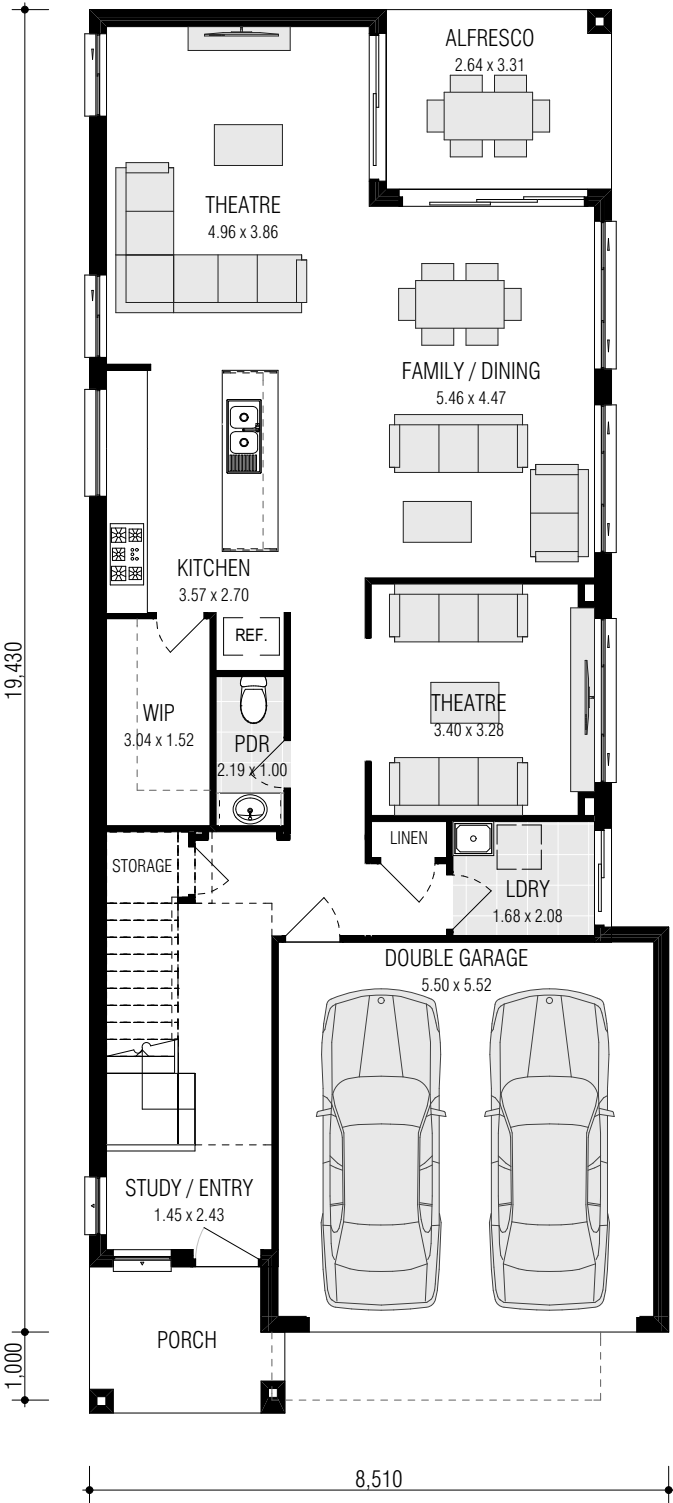 ALFRESCO
2.64 x 3.31
THEATRE
4.96 x 3.86
FAMILY / DINING
5.46 x 4.47
KITCHEN
3.57 x 2.70
REF.
19,430
WIP
3.04 x 1.52
PDR
2.19 x 1.00
THEATRE
3.40 x 3.28
STORAGE
LINEN
LDRY
1.68 x 2.08
DOUBLE GARAGE
5.50 x 5.52
STUDY / ENTRY
1.45 x 2.43
PORCH
1,000
8,510